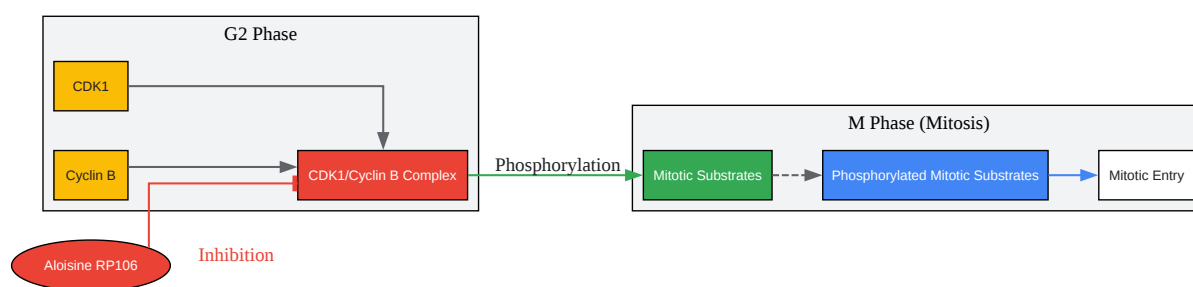 G2 Phase
CDK1
Cyclin B
CDK1/Cyclin B Complex
Aloisine RP106
Inhibition
Phosphorylation
M Phase (Mitosis)
Mitotic Substrates
Phosphorylated Mitotic Substrates
Mitotic Entry